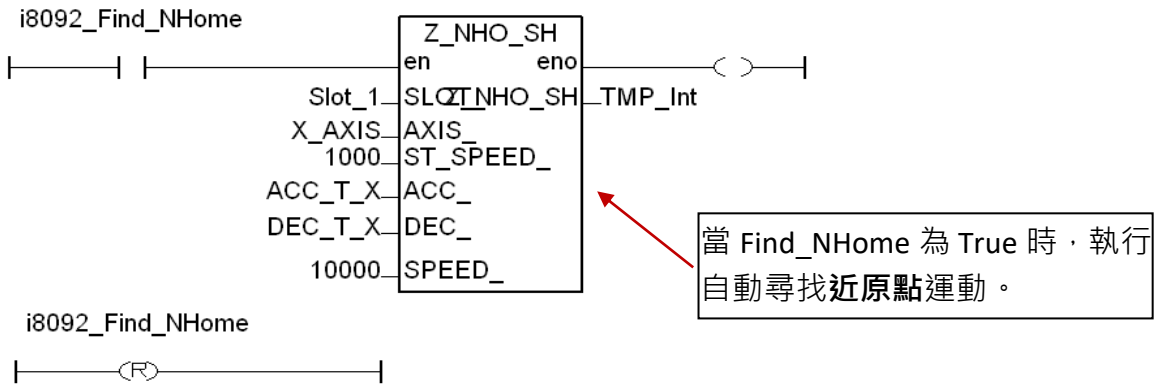 i8092_Find_NHome
Z_NHO_SH
en eno
Slot_1 SLOT_ Z_NHO_SH TMP_Int
X_AXIS AXIS_
1000 ST_SPEED_
ACC_T_X ACC_
DEC_T_X DEC_
10000 SPEED_
當 Find_NHome 為 True 時，執行
自動尋找近原點運動。
i8092_Find_NHome
(R)